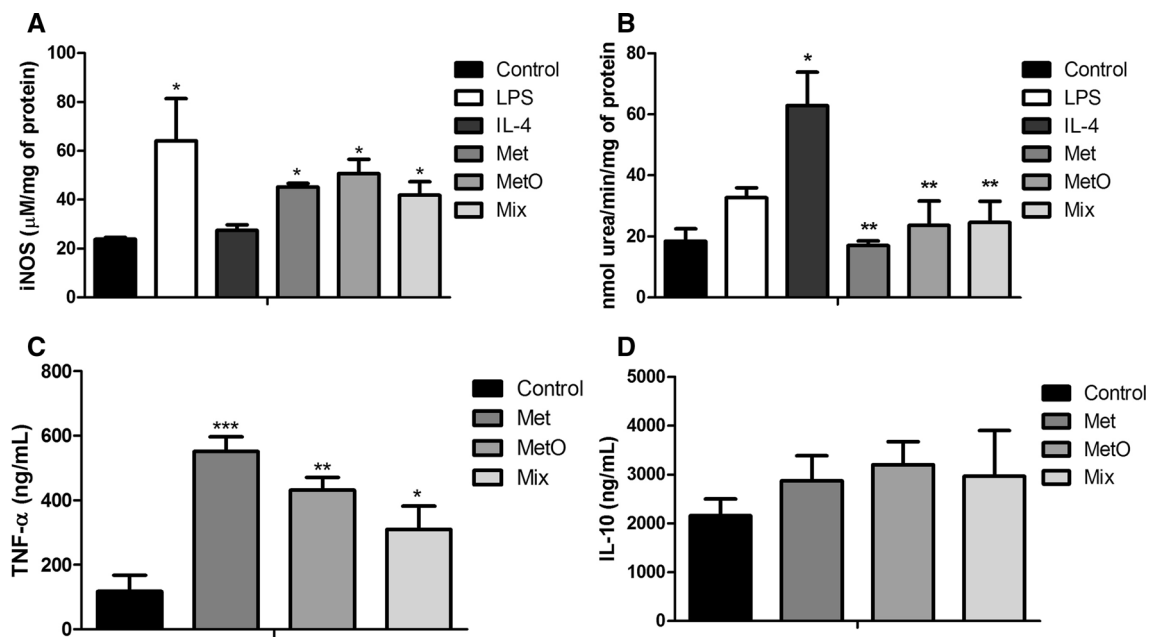 A
iNOS (μM/mg of protein)
100
80
60
40
20
0
*
*
*
*
Control
LPS
IL-4
Met
MetO
Mix
B
nmol urea/min/mg of protein
80
60
40
20
0
*
**
**
**
Control
LPS
IL-4
Met
MetO
Mix
C
TNF-α (ng/mL)
800
600
400
200
0
***
**
*
Control
Met
MetO
Mix
D
IL-10 (ng/mL)
5000
4000
3000
2000
1000
0
Control
Met
MetO
Mix